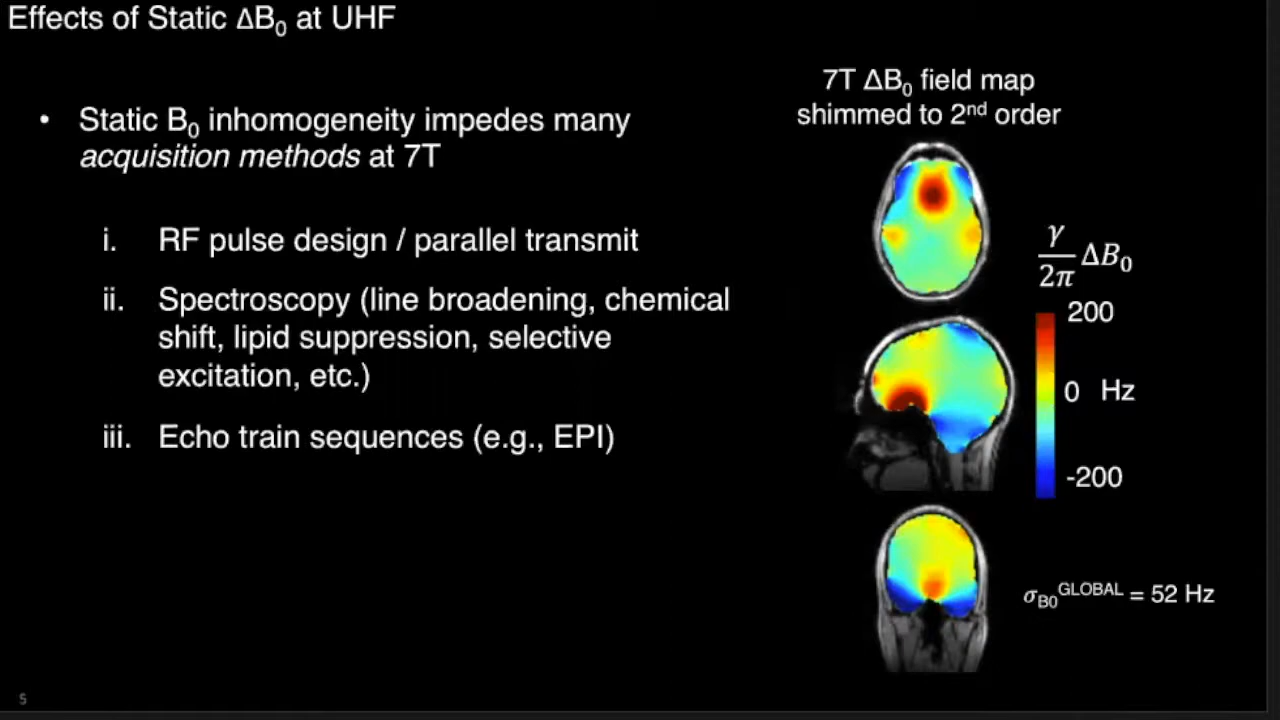 Effects of Static ΔB₀ at UHF
• Static B₀ inhomogeneity impedes many
acquisition methods at 7T
i. RF pulse design / parallel transmit
ii. Spectroscopy (line broadening, chemical
shift, lipid suppression, selective
excitation, etc.)
iii. Echo train sequences (e.g., EPI)
7T ΔB₀ field map
shimmed to 2ⁿᵈ order
γ/2π ΔB₀
200
0 Hz
-200
σB0^GLOBAL = 52 Hz
5